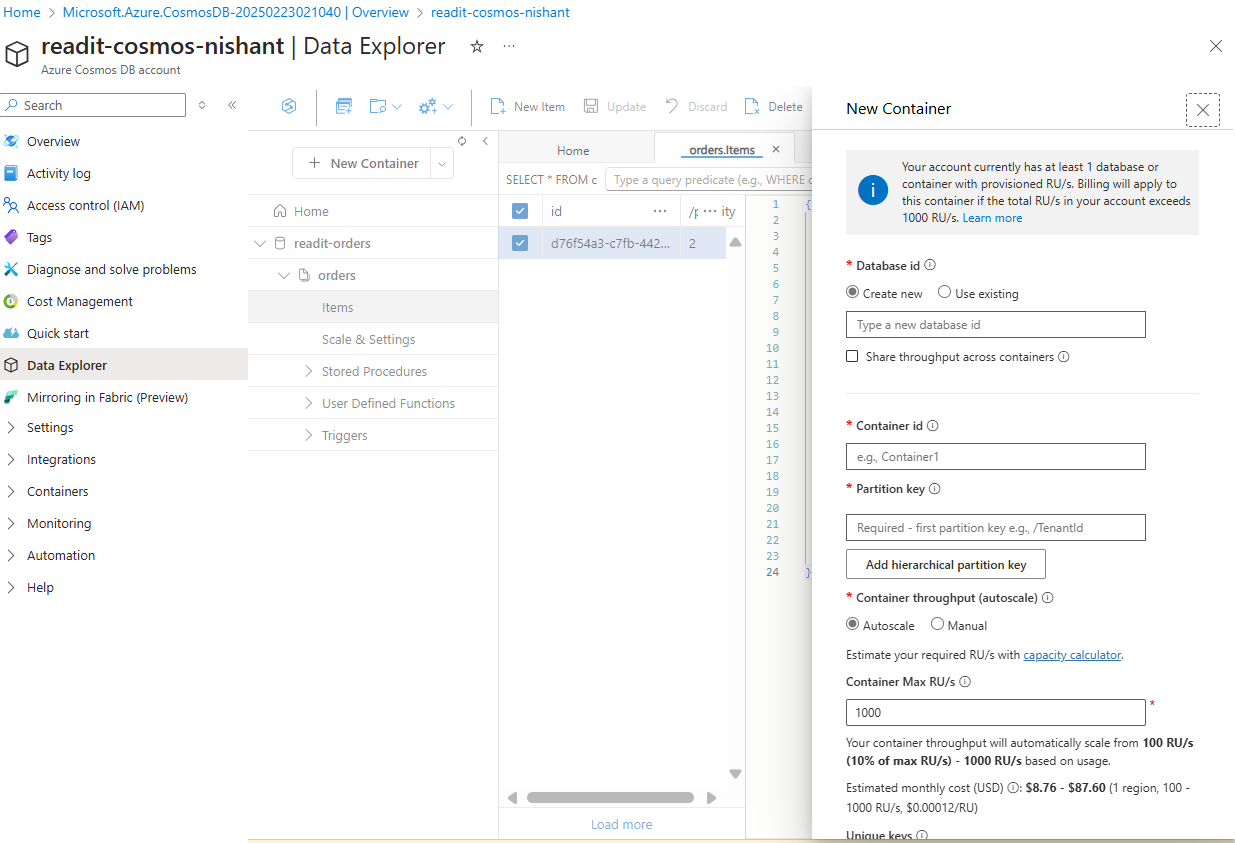 Home > Microsoft.Azure.CosmosDB-20250223021040 | Overview > readit-cosmos-nishant
readit-cosmos-nishant | Data Explorer
Azure Cosmos DB account
Search
Overview
Activity log
Access control (IAM)
Tags
Diagnose and solve problems
Cost Management
Quick start
Data Explorer
Mirroring in Fabric (Preview)
Settings
Integrations
Containers
Monitoring
Automation
Help
New Item Update Discard Delete
New Container
Home
readit-orders
orders
Items
Scale & Settings
Stored Procedures
User Defined Functions
Triggers
Home orders.Items
SELECT * FROM c Type a query predicate (e.g., WHERE c
id ity
d76f54a3-c7fb-442... 2
Load more
1 {
2
3
4
5
6
7
8
9
10
11
12
13
14
15
16
17
18
19
20
21
22
23
24 }
New Container
Your account currently has at least 1 database or
container with provisioned RU/s. Billing will apply to
this container if the total RU/s in your account exceeds
1000 RU/s. Learn more
* Database id
Create new Use existing
Type a new database id
Share throughput across containers
* Container id
e.g., Container1
* Partition key
Required - first partition key e.g., /TenantId
Add hierarchical partition key
* Container throughput (autoscale)
Autoscale Manual
Estimate your required RU/s with capacity calculator.
Container Max RU/s
1000 *
Your container throughput will automatically scale from 100 RU/s
(10% of max RU/s) - 1000 RU/s based on usage.
Estimated monthly cost (USD) : $8.76 - $87.60 (1 region, 100 -
1000 RU/s, $0.00012/RU)
Unique keys